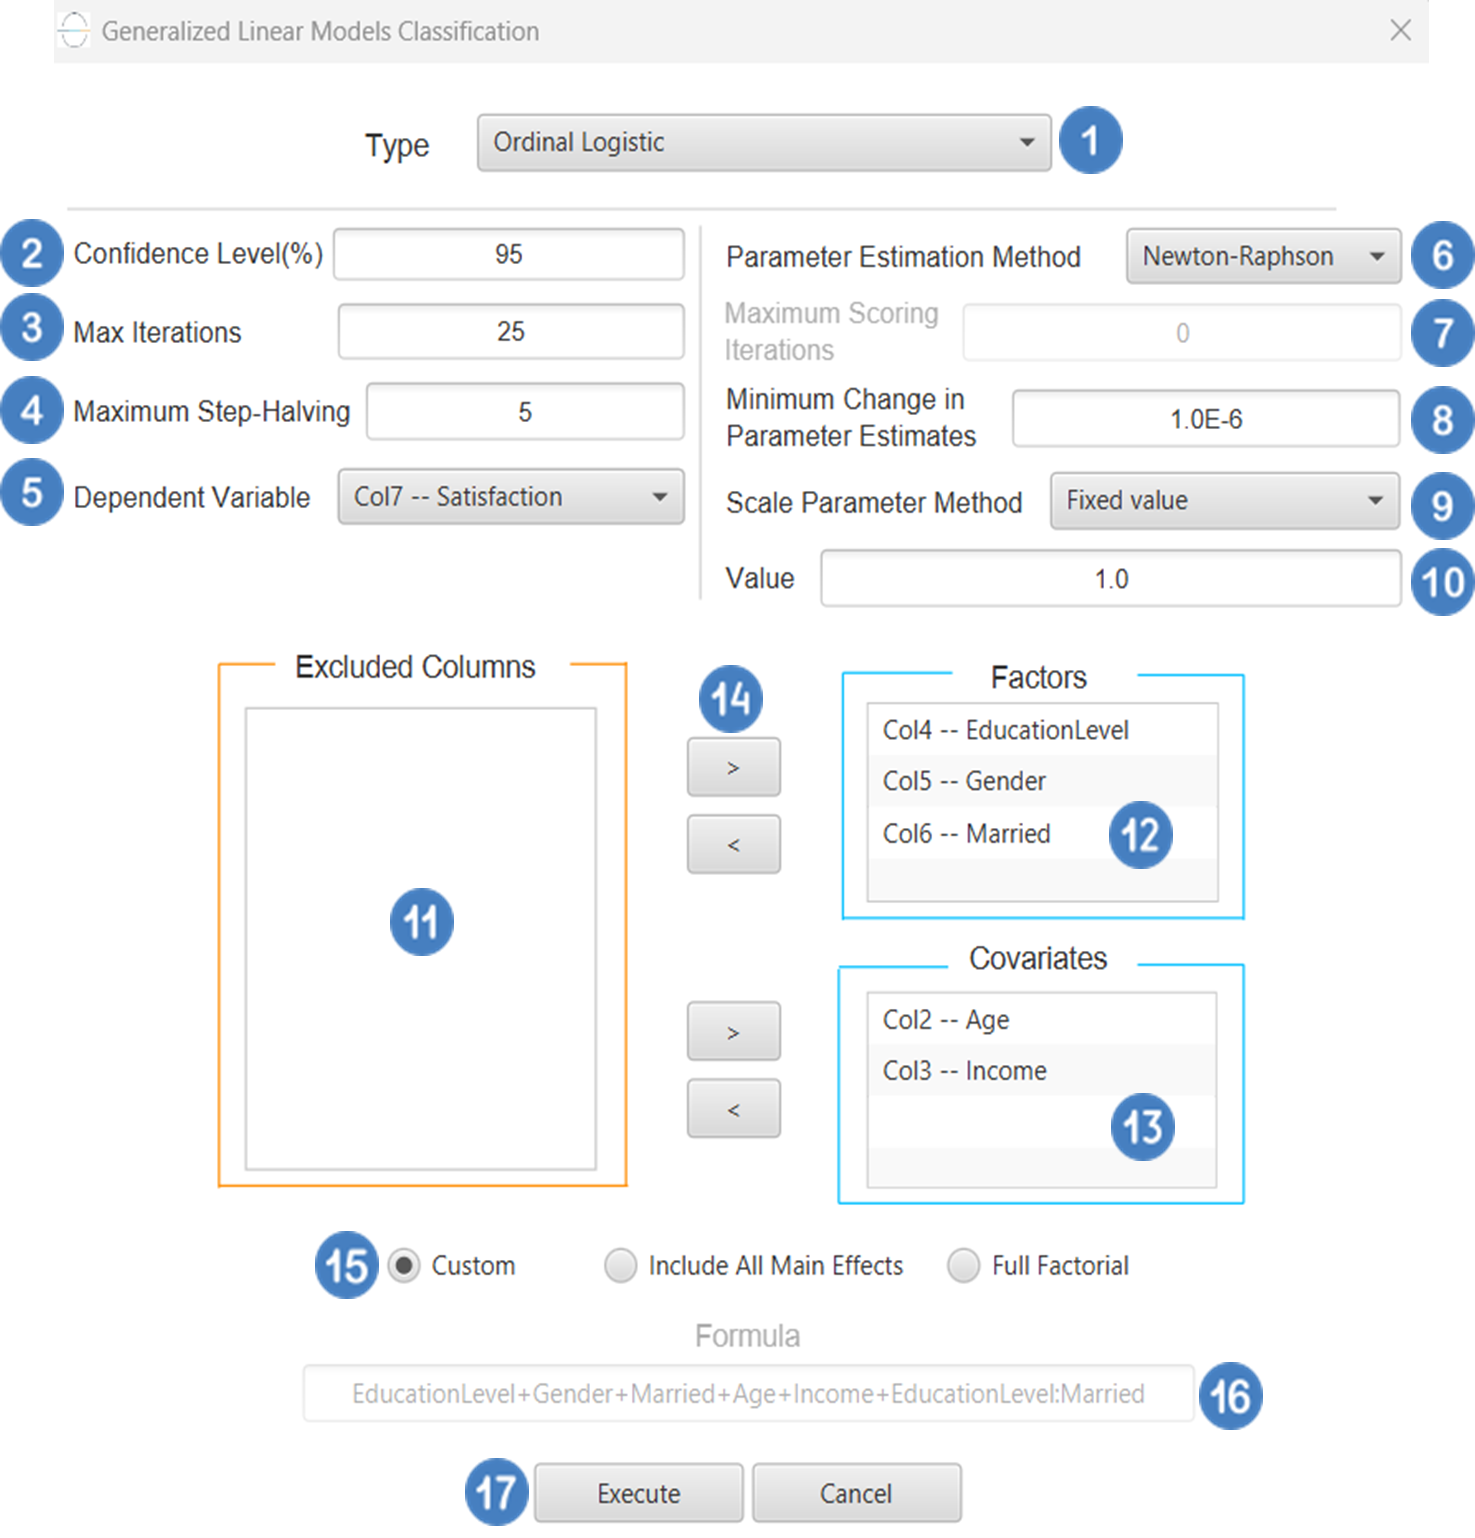 Generalized Linear Models Classification
Type Ordinal Logistic 1
2 Confidence Level(%) 95
3 Max Iterations 25
4 Maximum Step-Halving 5
5 Dependent Variable Col7 -- Satisfaction
Parameter Estimation Method Newton-Raphson 6
Maximum Scoring
Iterations 0 7
Minimum Change in
Parameter Estimates 1.0E-6 8
Scale Parameter Method Fixed value 9
Value 1.0 10
Excluded Columns
11
14
>
<
>
<
Factors
Col4 -- EducationLevel
Col5 -- Gender
Col6 -- Married 12
Covariates
Col2 -- Age
Col3 -- Income
13
15 Custom Include All Main Effects Full Factorial
Formula
EducationLevel+Gender+Married+Age+Income+EducationLevel:Married 16
17 Execute Cancel